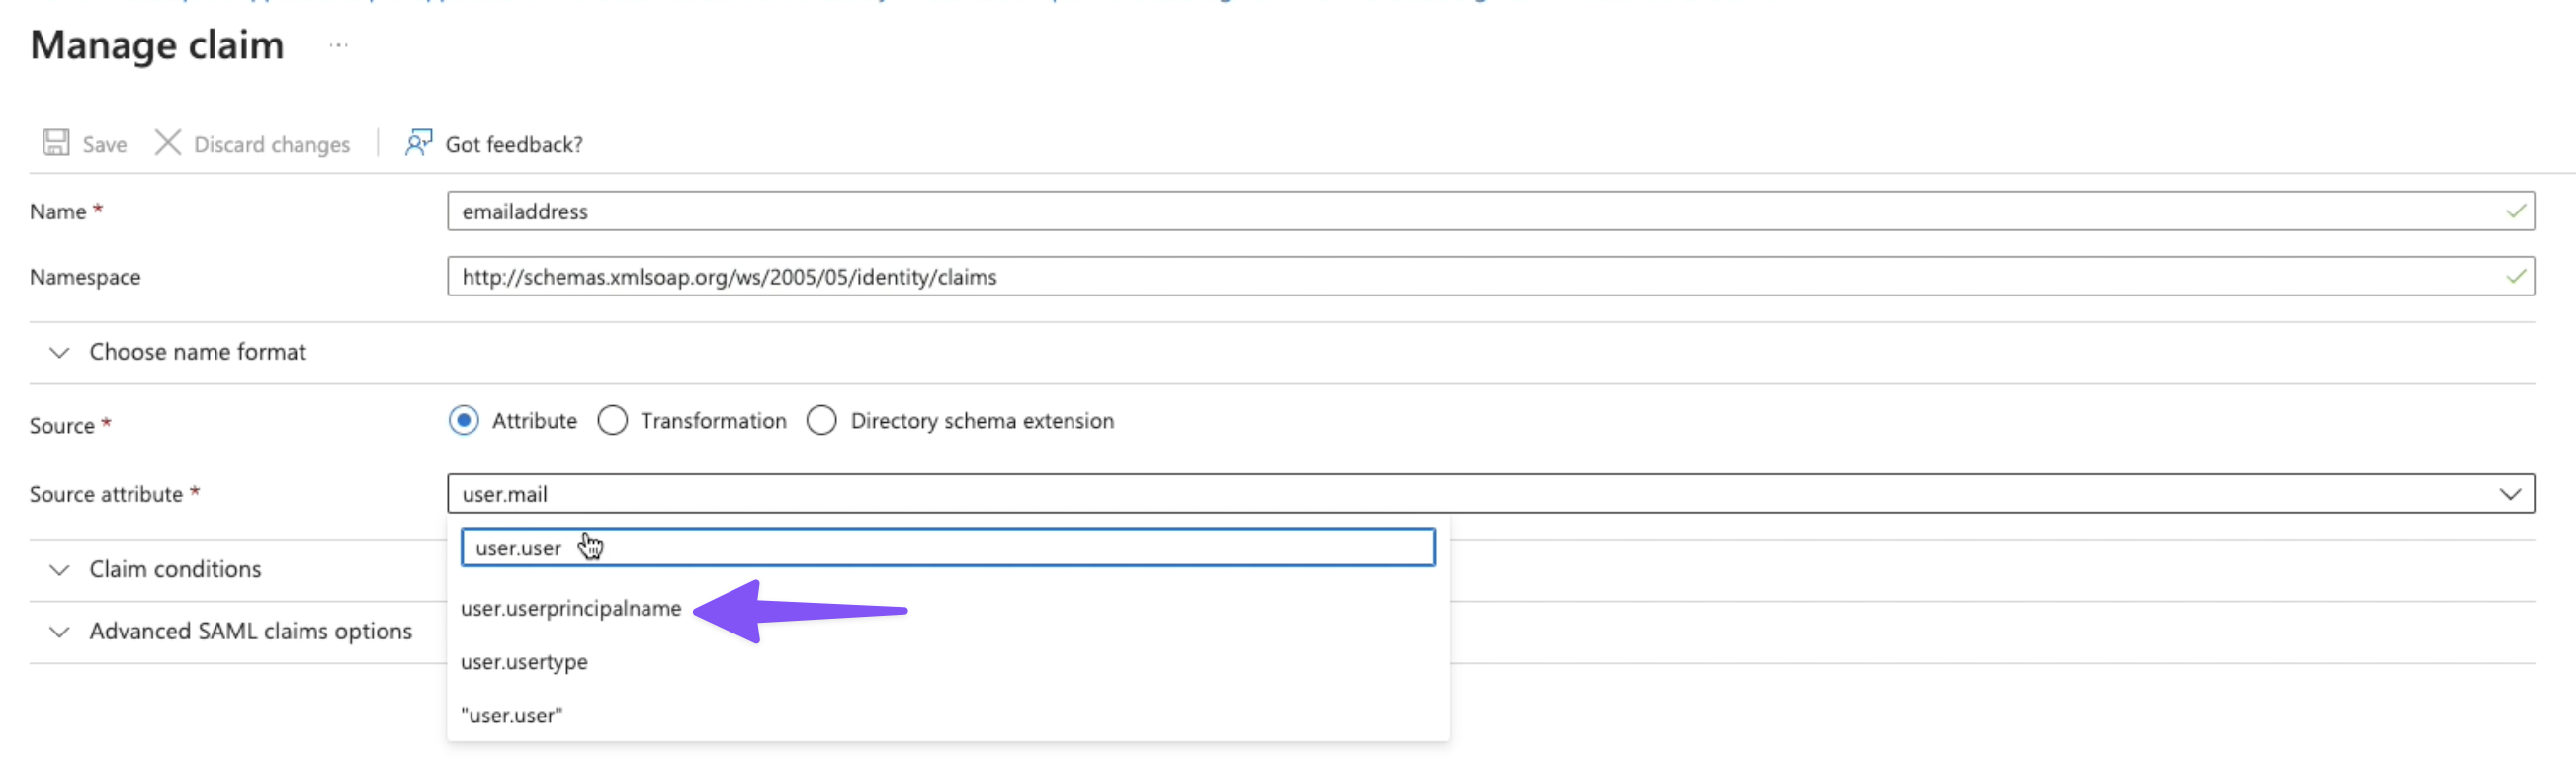 Manage claim ...
Save Discard changes Got feedback?
Name * emailaddress
Namespace http://schemas.xmlsoap.org/ws/2005/05/identity/claims
Choose name format
Source * Attribute Transformation Directory schema extension
Source attribute * user.mail
user.user
Claim conditions
user.userprincipalname
Advanced SAML claims options
user.usertype
"user.user"